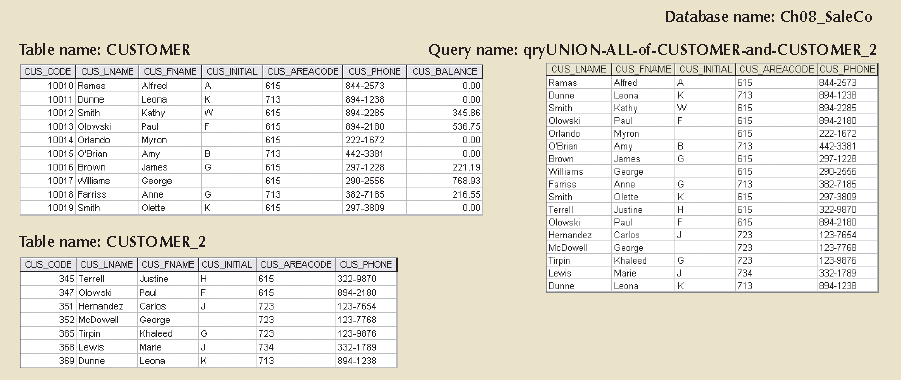 Database name: Ch08_SaleCo
Table name: CUSTOMER
CUS_CODE CUS_LNAME CUS_FNAME CUS_INITIAL CUS_AREACODE CUS_PHONE CUS_BALANCE
10010 Ramas Alfred A 615 844-2573 0.00
10011 Dunne Leona K 713 894-1238 0.00
10012 Smith Kathy W 615 894-2285 345.86
10013 Olowski Paul F 615 894-2180 536.75
10014 Orlando Myron 615 222-1672 0.00
10015 O'Brian Amy B 713 442-3381 0.00
10016 Brown James G 615 297-1228 221.19
10017 Williams George 615 290-2556 768.93
10018 Farriss Anne G 713 382-7185 216.55
10019 Smith Olette K 615 297-3809 0.00
Table name: CUSTOMER_2
CUS_CODE CUS_LNAME CUS_FNAME CUS_INITIAL CUS_AREACODE CUS_PHONE
345 Terrell Justine H 615 322-9870
347 Olowski Paul F 615 894-2180
351 Hernandez Carlos J 723 123-7654
352 McDowell George 723 123-7768
365 Tirpin Khaleed G 723 123-9876
368 Lewis Marie J 734 332-1789
369 Dunne Leona K 713 894-1238
Query name: qryUNION-ALL-of-CUSTOMER-and-CUSTOMER_2
CUS_LNAME CUS_FNAME CUS_INITIAL CUS_AREACODE CUS_PHONE
Ramas Alfred A 615 844-2573
Dunne Leona K 713 894-1238
Smith Kathy W 615 894-2285
Olowski Paul F 615 894-2180
Orlando Myron 615 222-1672
O'Brian Amy B 713 442-3381
Brown James G 615 297-1228
Williams George 615 290-2556
Farriss Anne G 713 382-7185
Smith Olette K 615 297-3809
Terrell Justine H 615 322-9870
Olowski Paul F 615 894-2180
Hernandez Carlos J 723 123-7654
McDowell George 723 123-7768
Tirpin Khaleed G 723 123-9876
Lewis Marie J 734 332-1789
Dunne Leona K 713 894-1238